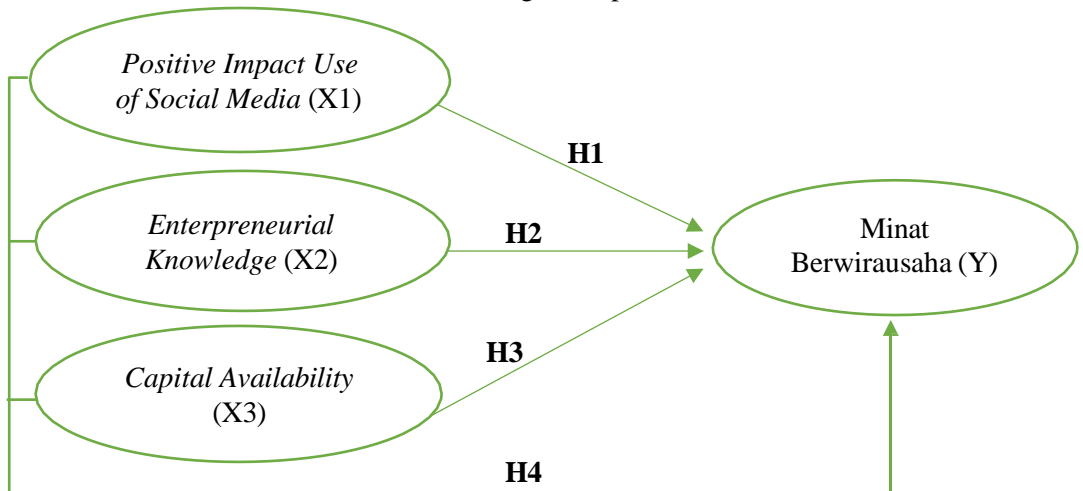 Positive Impact Use
of Social Media (X1)
H1
Enterpreneurial
Knowledge (X2)
H2
Minat
Berwirausaha (Y)
H3
Capital Availability
(X3)
H4